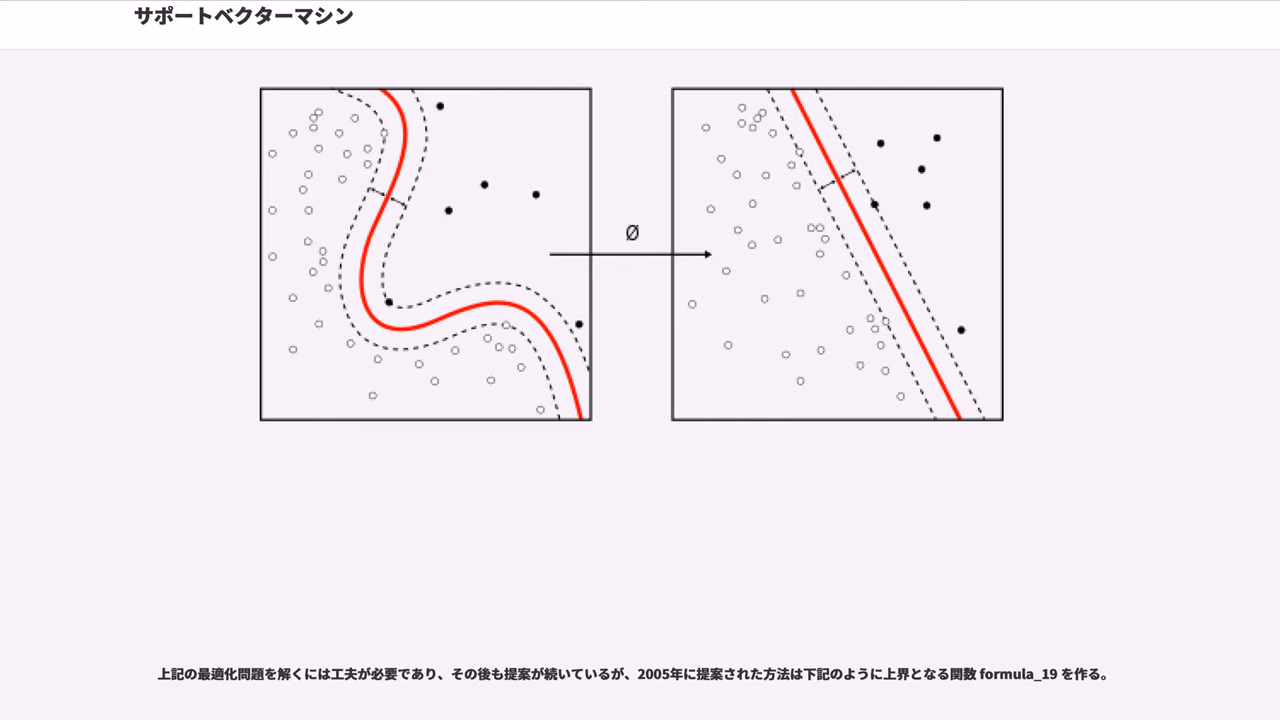 サポートベクターマシン
Ø
上記の最適化問題を解くには工夫が必要であり、その後も提案が続いているが、2005年に提案された方法は下記のように上界となる関数 formula_19 を作る。